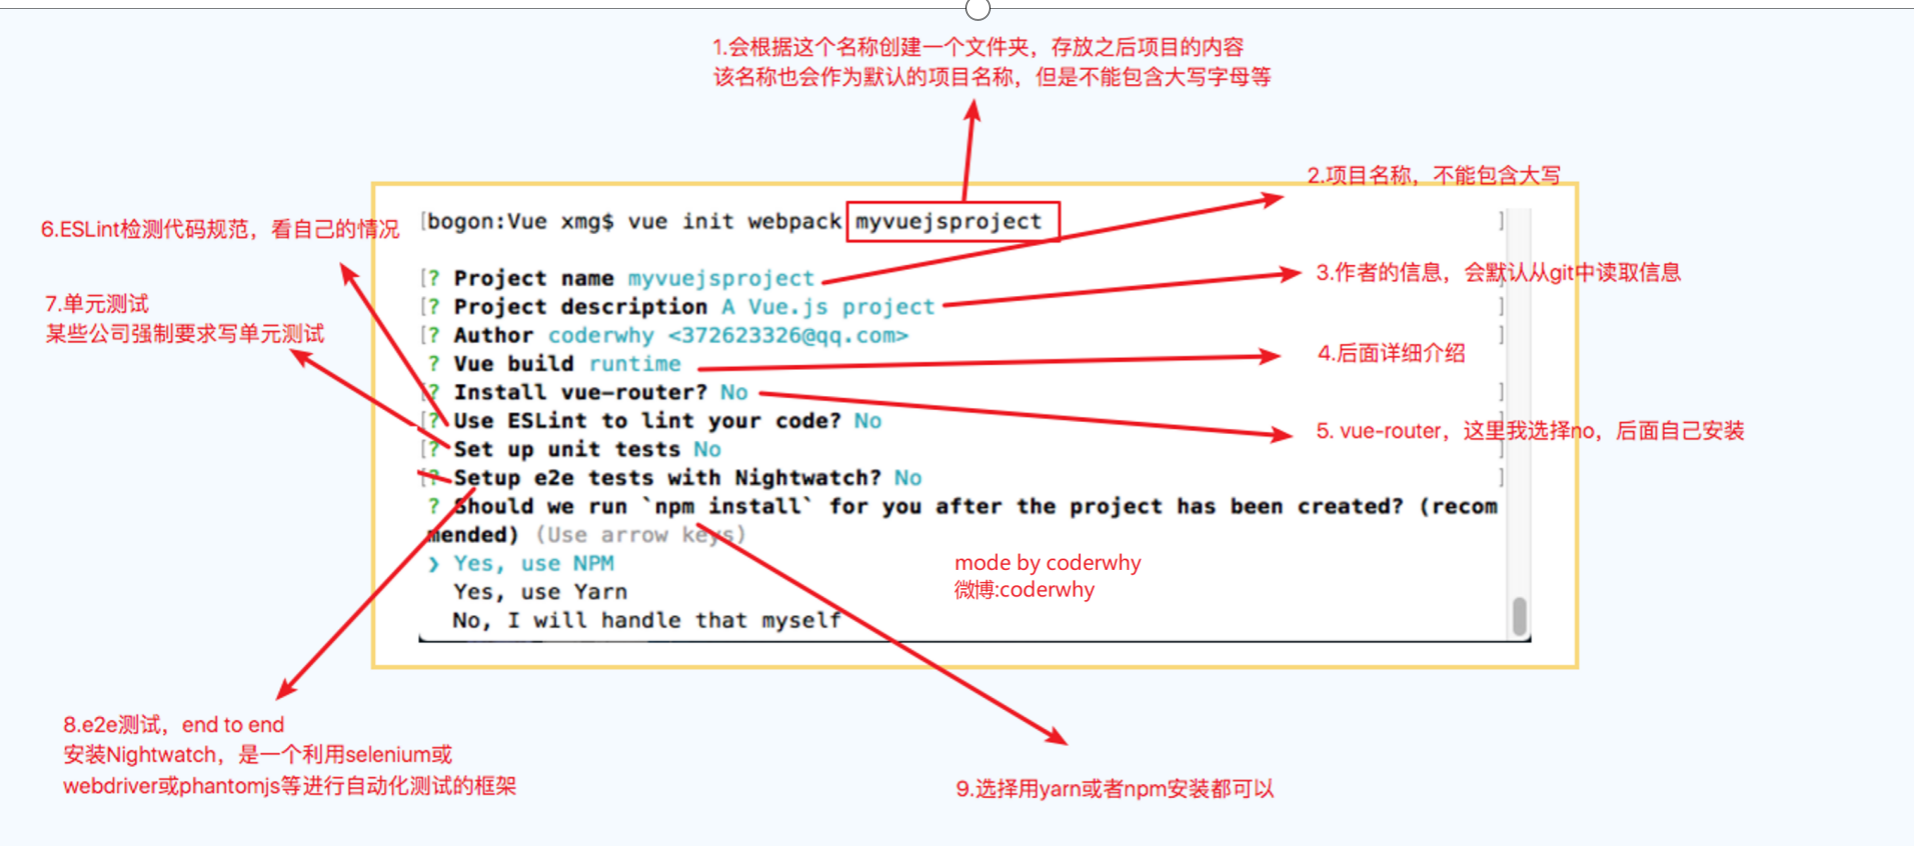 1.会根据这个名称创建一个文件夹，存放之后项目的内容
该名称也会作为默认的项目名称，但是不能包含大写字母等
2.项目名称，不能包含大写
6.ESLint检测代码规范，看自己的情况
[bogon:Vue xmg$ vue init webpack myvuejsproject ]
3.作者的信息，会默认从git中读取信息
7.单元测试
某些公司强制要求写单元测试
[? Project name myvuejsproject ]
[? Project description A Vue.js project ]
[? Author coderwhy <372623326@qq.com> ]
? Vue build runtime
4.后面详细介绍
[? Install vue-router? No ]
[? Use ESLint to lint your code? No ]
5. vue-router，这里我选择no，后面自己安装
[? Set up unit tests No ]
[? Setup e2e tests with Nightwatch? No ]
? Should we run `npm install` for you after the project has been created? (recom
mended) (Use arrow keys)
❯ Yes, use NPM
Yes, use Yarn
No, I will handle that myself
mode by coderwhy
微博:coderwhy
8.e2e测试，end to end
安装Nightwatch，是一个利用selenium或
webdriver或phantomjs等进行自动化测试的框架
9.选择用yarn或者npm安装都可以